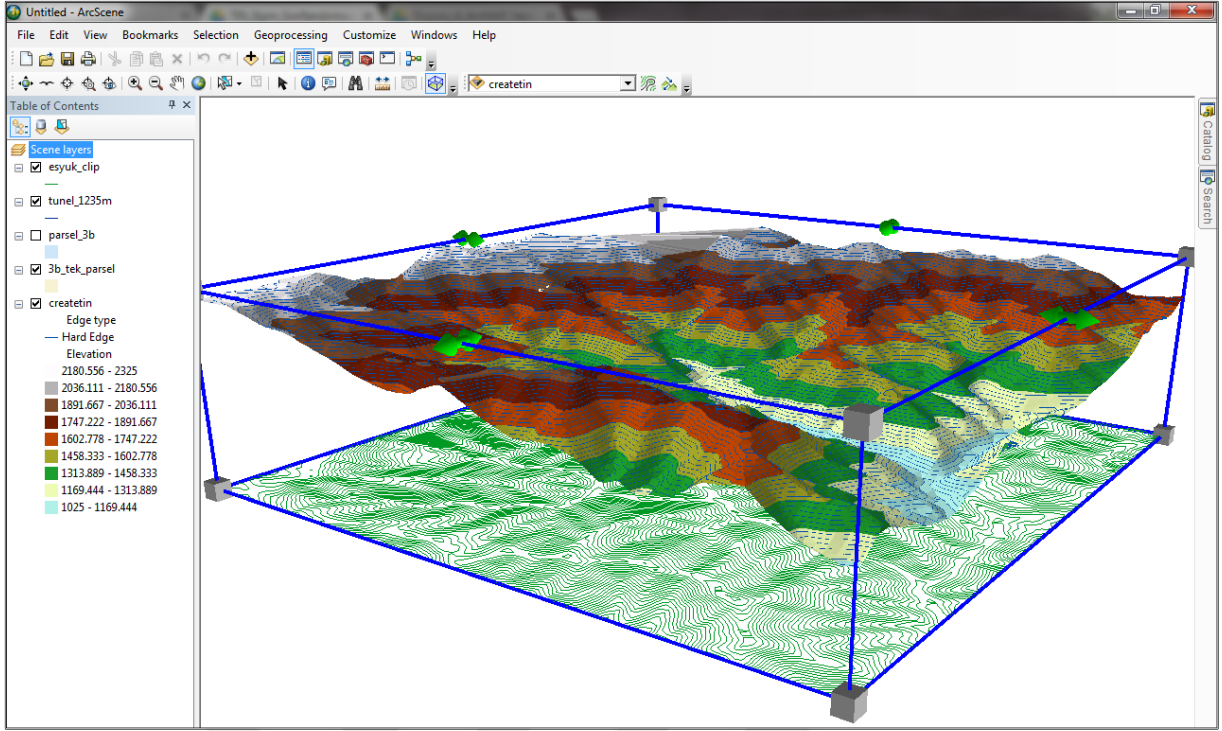 Untitled - ArcScene
File Edit View Bookmarks Selection Geoprocessing Customize Windows Help
createtin
Table of Contents
Scene layers
esyuk_clip
tunel_1235m
parsel_3b
3b_tek_parsel
createtin
Edge type
Hard Edge
Elevation
2180.556 - 2325
2036.111 - 2180.556
1891.667 - 2036.111
1747.222 - 1891.667
1602.778 - 1747.222
1458.333 - 1602.778
1313.889 - 1458.333
1169.444 - 1313.889
1025 - 1169.444
Catalog
Search